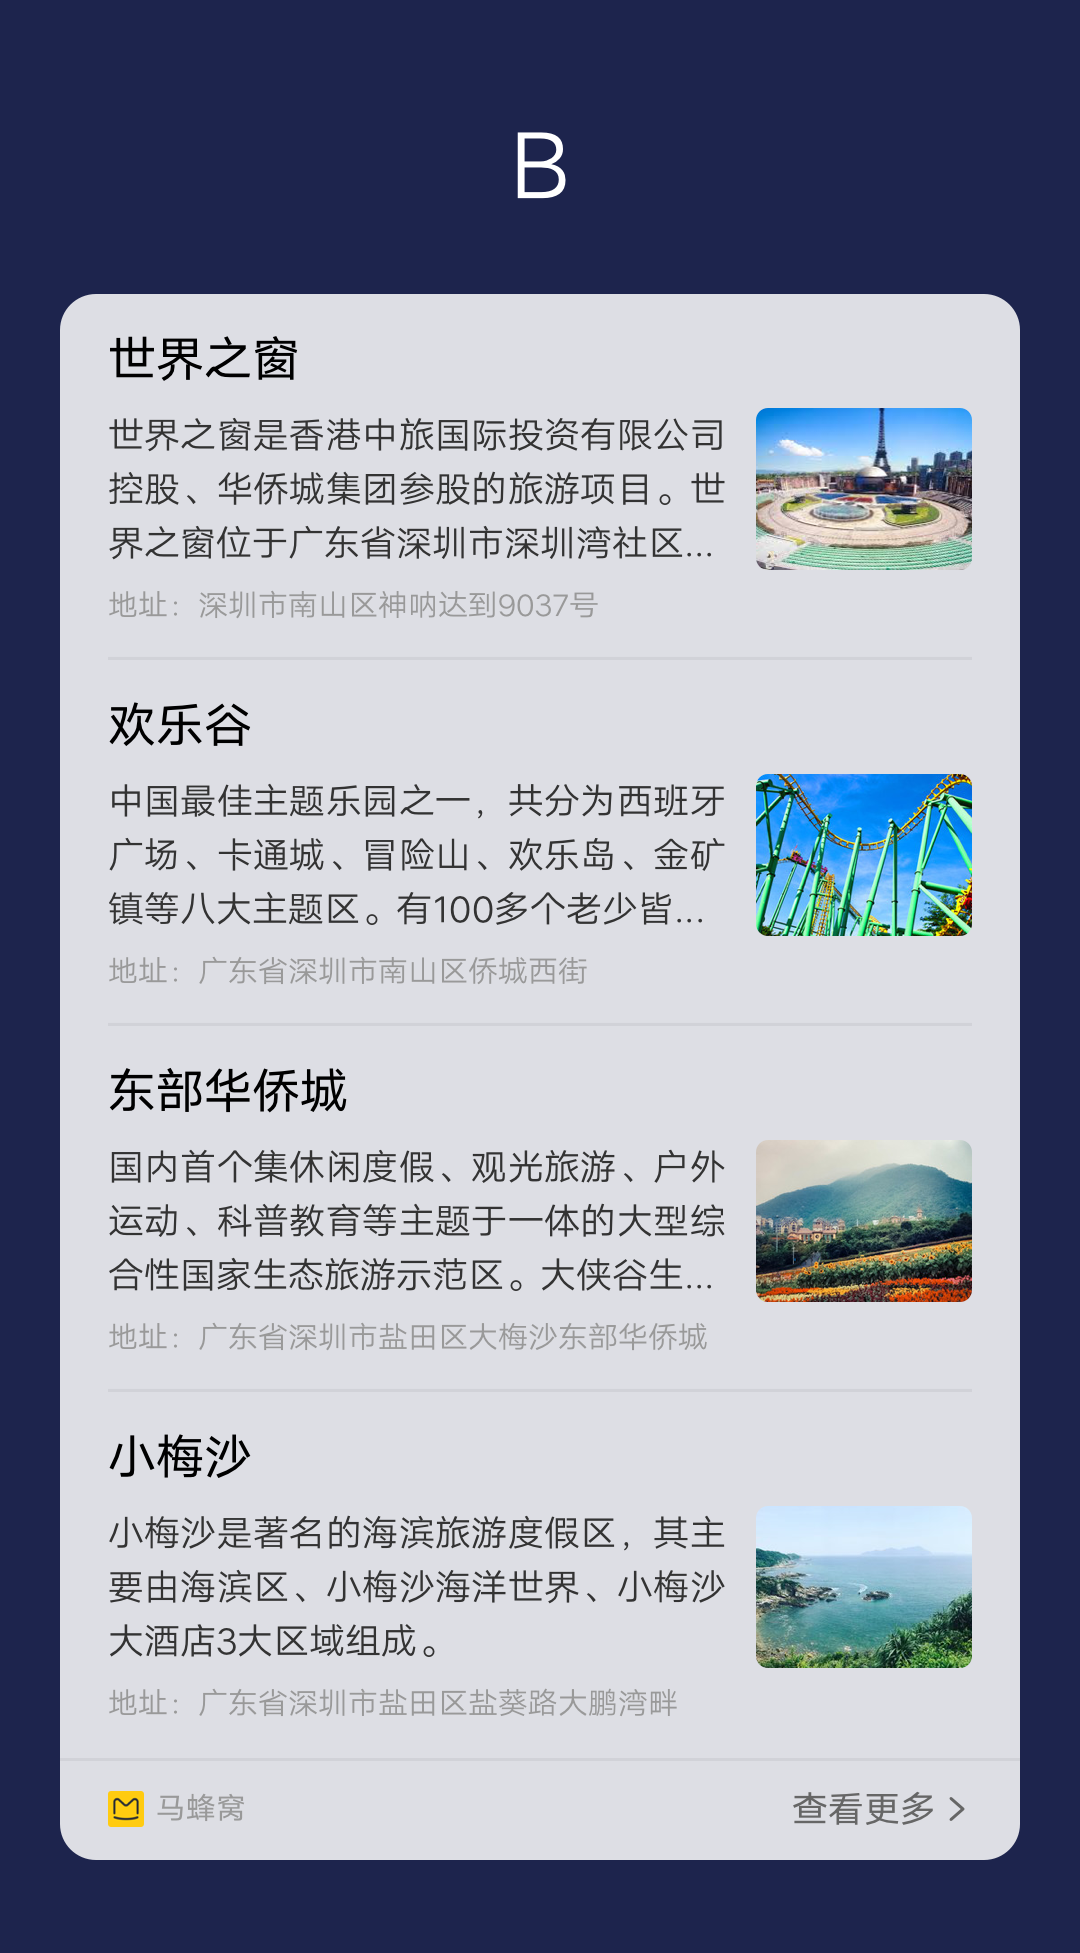 B
世界之窗
世界之窗是香港中旅国际投资有限公司
控股、华侨城集团参股的旅游项目。世
界之窗位于广东省深圳市深圳湾社区...
地址：深圳市南山区神呐达到9037号
欢乐谷
中国最佳主题乐园之一，共分为西班牙
广场、卡通城、冒险山、欢乐岛、金矿
镇等八大主题区。有100多个老少皆...
地址：广东省深圳市南山区侨城西街
东部华侨城
国内首个集休闲度假、观光旅游、户外
运动、科普教育等主题于一体的大型综
合性国家生态旅游示范区。大侠谷生...
地址：广东省深圳市盐田区大梅沙东部华侨城
小梅沙
小梅沙是著名的海滨旅游度假区，其主
要由海滨区、小梅沙海洋世界、小梅沙
大酒店3大区域组成。
地址：广东省深圳市盐田区盐葵路大鹏湾畔
马蜂窝
查看更多 >